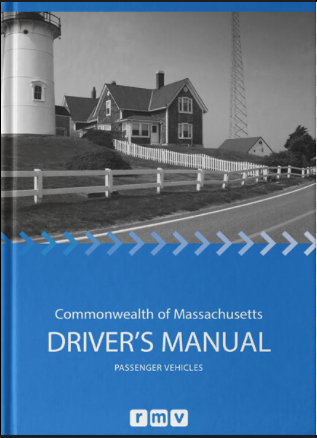 Commonwealth of Massachusetts
DRIVER'S MANUAL
PASSENGER VEHICLES
rmv